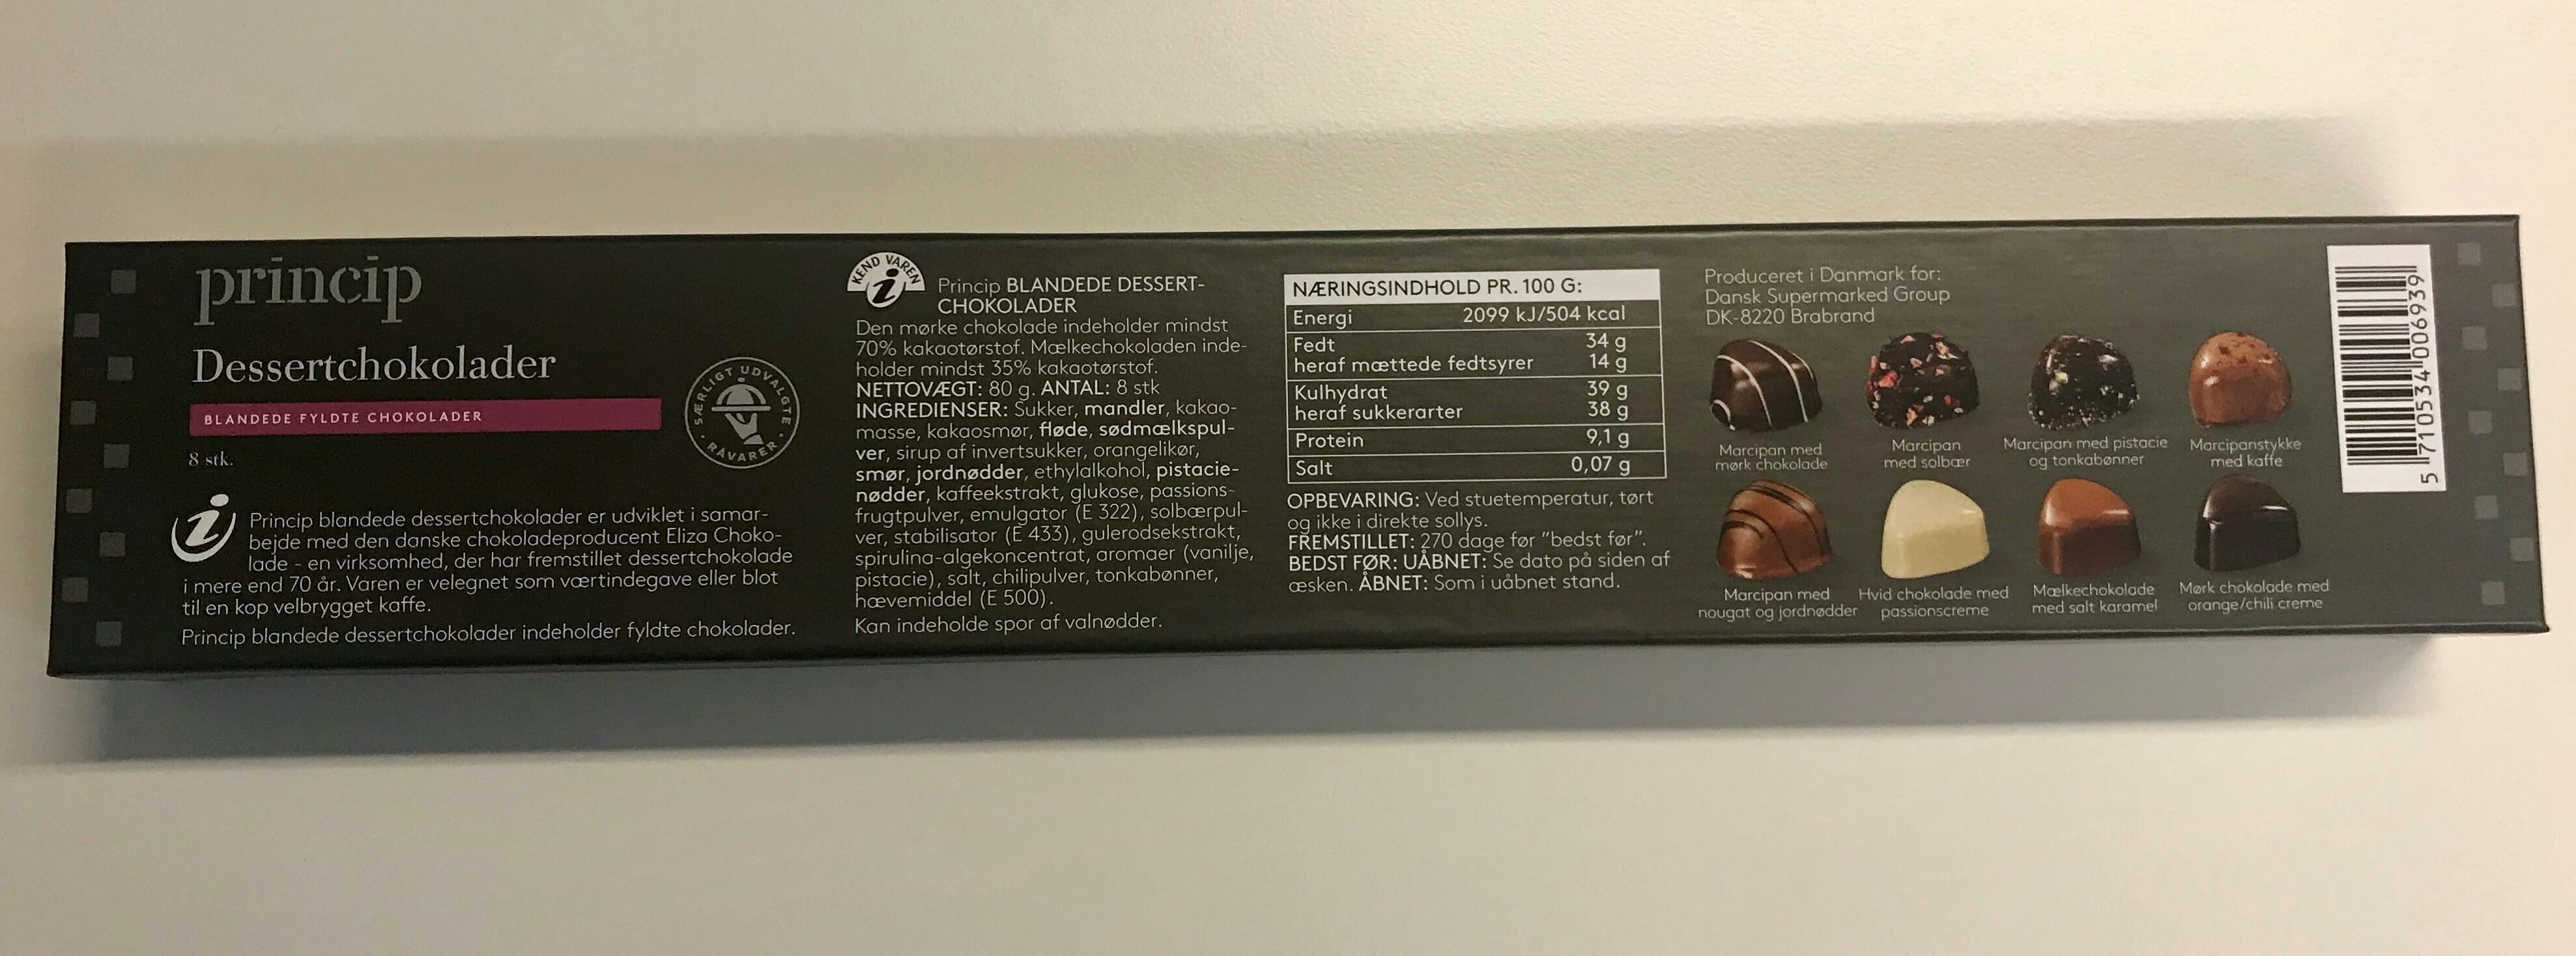 princip
Dessertchokolader
BLANDEDE FYLDTE CHOKOLADER
8 stk.
SÆRLIGT UDVALGTE
RÅVARER
Princip blandede dessertchokolader er udviklet i samar-
bejde med den danske chokoladeproducent Eliza Choko-
lade - en virksomhed, der har fremstillet dessertchokolade
i mere end 70 år. Varen er velegnet som værtindegave eller blot
til en kop velbrygget kaffe.
Princip blandede dessertchokolader indeholder fyldte chokolader.
KEND VAREN
Princip BLANDEDE DESSERT-
CHOKOLADER
Den mørke chokolade indeholder mindst
70% kakaotørstof. Mælkechokoladen inde-
holder mindst 35% kakaotørstof.
NETTOVÆGT: 80 g. ANTAL: 8 stk
INGREDIENSER: Sukker, mandler, kakao-
masse, kakaosmør, fløde, sødmælkspul-
ver, sirup af invertsukker, orangelikør,
smør, jordnødder, ethylalkohol, pistacie-
nødder, kaffeekstrakt, glukose, passions-
frugtpulver, emulgator (E 322), solbærpul-
ver, stabilisator (E 433), gulerodsekstrakt,
spirulina-algekoncentrat, aromaer (vanilje,
pistacie), salt, chilipulver, tonkabønner,
hævemiddel (E 500).
Kan indeholde spor af valnødder.
NÆRINGSINDHOLD PR. 100 G:
Energi 2099 kJ/504 kcal
Fedt 34 g
heraf mættede fedtsyrer 14 g
Kulhydrat 39 g
heraf sukkerarter 38 g
Protein 9,1 g
Salt 0,07 g
OPBEVARING: Ved stuetemperatur, tørt
og ikke i direkte sollys.
FREMSTILLET: 270 dage før "bedst før".
BEDST FØR: UÅBNET: Se dato på siden af
æsken. ÅBNET: Som i uåbnet stand.
Produceret i Danmark for:
Dansk Supermarked Group
DK-8220 Brabrand
Marcipan med
mørk chokolade
Marcipan
med solbær
Marcipan med pistacie
og tonkabønner
Marcipanstykke
med kaffe
Marcipan med
nougat og jordnødder
Hvid chokolade med
passionscreme
Mælkechokolade
med salt karamel
Mørk chokolade med
orange/chili creme
5 710534 006939